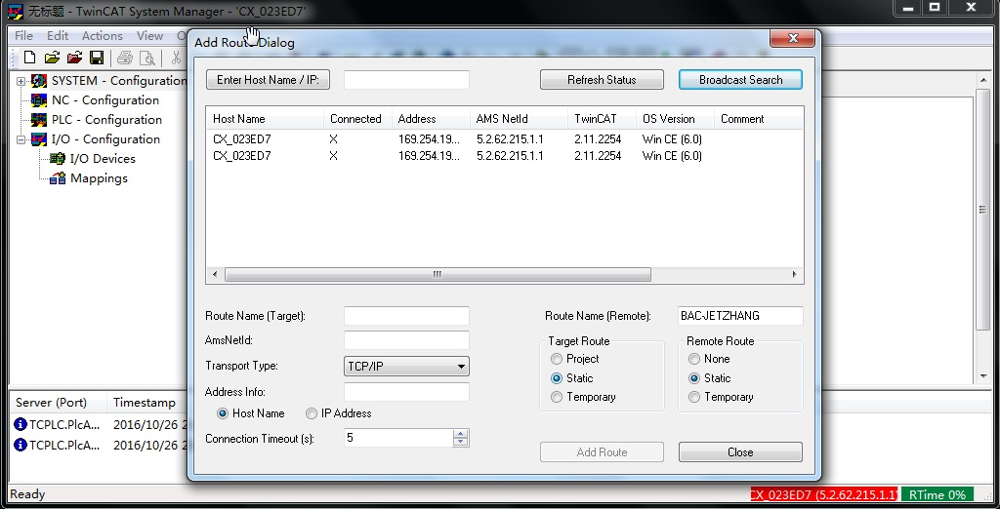 无标题 - TwinCAT System Manager - 'CX_023ED7'
File Edit Actions View
Add Route Dialog
Enter Host Name / IP: Refresh Status Broadcast Search
SYSTEM - Configuration
NC - Configuration
PLC - Configuration
I/O - Configuration
I/O Devices
Mappings
Host Name Connected Address AMS NetId TwinCAT OS Version Comment
CX_023ED7 X 169.254.19... 5.2.62.215.1.1 2.11.2254 Win CE (6.0)
CX_023ED7 X 169.254.19... 5.2.62.215.1.1 2.11.2254 Win CE (6.0)
Route Name (Target): Route Name (Remote): BAC-JETZHANG
AmsNetId: Target Route Remote Route
Transport Type: TCP/IP Project None
Address Info: Static Static
Host Name IP Address Temporary Temporary
Connection Timeout (s): 5
Add Route Close
Server (Port) Timestamp
TCPLC.PlcA... 2016/10/26 2
TCPLC.PlcA... 2016/10/26 2
Ready CX_023ED7 (5.2.62.215.1.1) RTime 0%